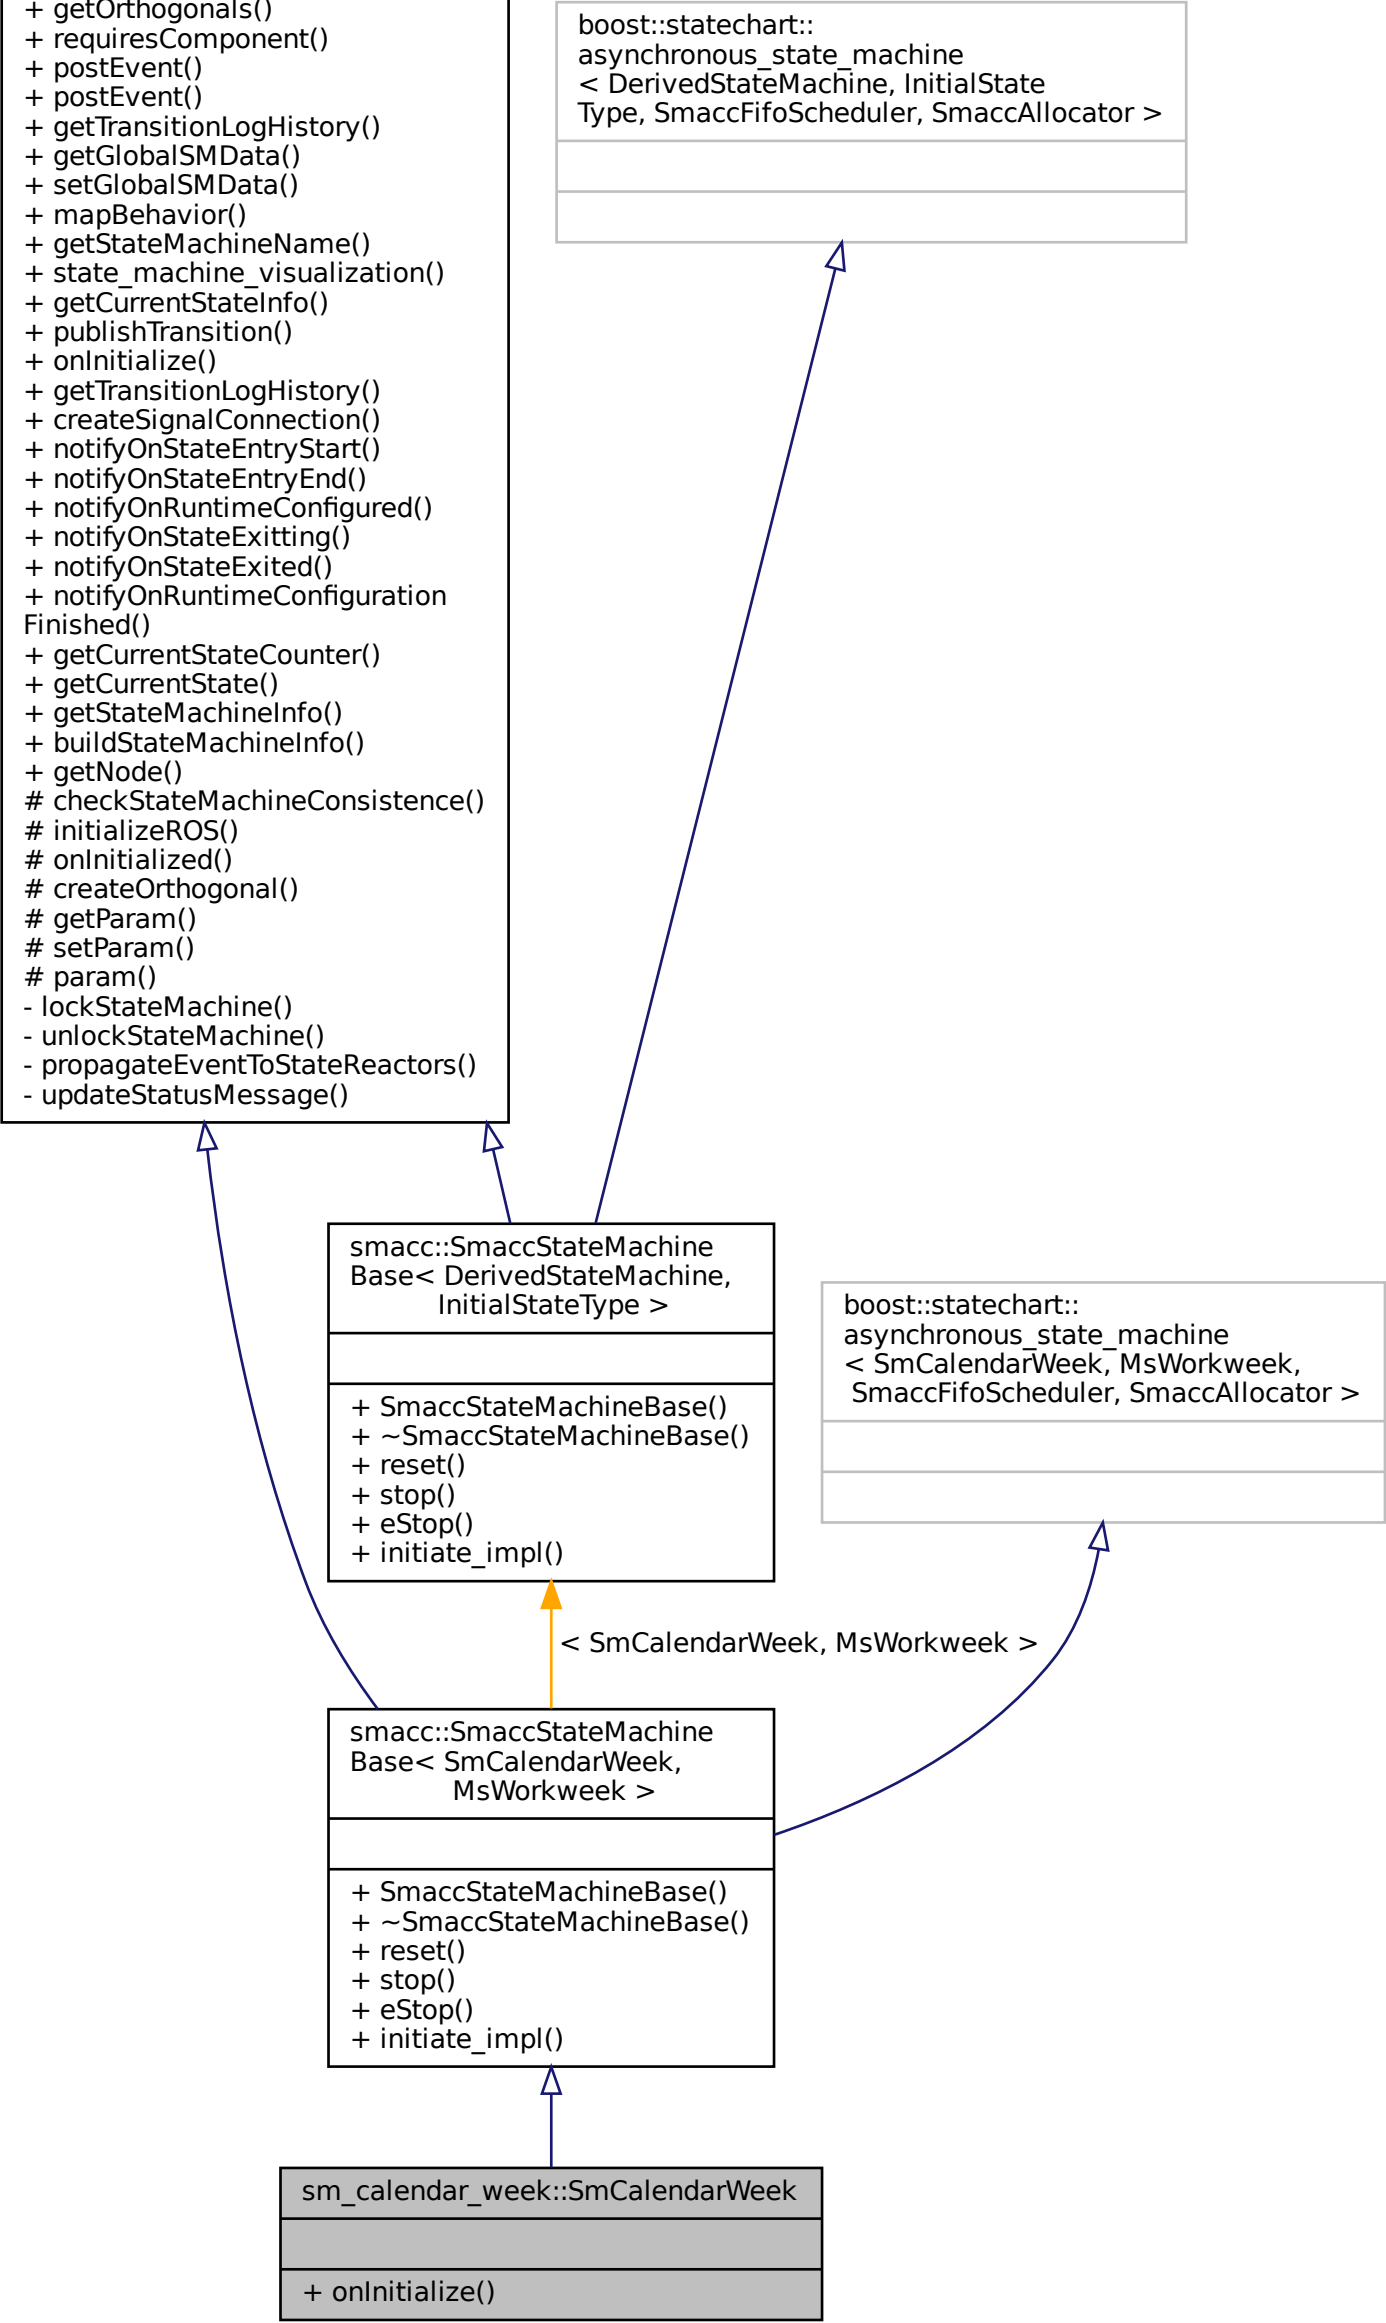 + getOrthogonals()
+ requiresComponent()
+ postEvent()
+ postEvent()
+ getTransitionLogHistory()
+ getGlobalSMData()
+ setGlobalSMData()
+ mapBehavior()
+ getStateMachineName()
+ state_machine_visualization()
+ getCurrentStateInfo()
+ publishTransition()
+ onInitialize()
+ getTransitionLogHistory()
+ createSignalConnection()
+ notifyOnStateEntryStart()
+ notifyOnStateEntryEnd()
+ notifyOnRuntimeConfigured()
+ notifyOnStateExitting()
+ notifyOnStateExited()
+ notifyOnRuntimeConfiguration
Finished()
+ getCurrentStateCounter()
+ getCurrentState()
+ getStateMachineInfo()
+ buildStateMachineInfo()
+ getNode()
# checkStateMachineConsistence()
# initializeROS()
# onInitialized()
# createOrthogonal()
# getParam()
# setParam()
# param()
- lockStateMachine()
- unlockStateMachine()
- propagateEventToStateReactors()
- updateStatusMessage()
boost::statechart::
asynchronous_state_machine
< DerivedStateMachine, InitialState
Type, SmaccFifoScheduler, SmaccAllocator >
smacc::SmaccStateMachine
Base< DerivedStateMachine,
InitialStateType >
+ SmaccStateMachineBase()
+ ~SmaccStateMachineBase()
+ reset()
+ stop()
+ eStop()
+ initiate_impl()
boost::statechart::
asynchronous_state_machine
< SmCalendarWeek, MsWorkweek,
SmaccFifoScheduler, SmaccAllocator >
< SmCalendarWeek, MsWorkweek >
smacc::SmaccStateMachine
Base< SmCalendarWeek,
MsWorkweek >
+ SmaccStateMachineBase()
+ ~SmaccStateMachineBase()
+ reset()
+ stop()
+ eStop()
+ initiate_impl()
sm_calendar_week::SmCalendarWeek
+ onInitialize()